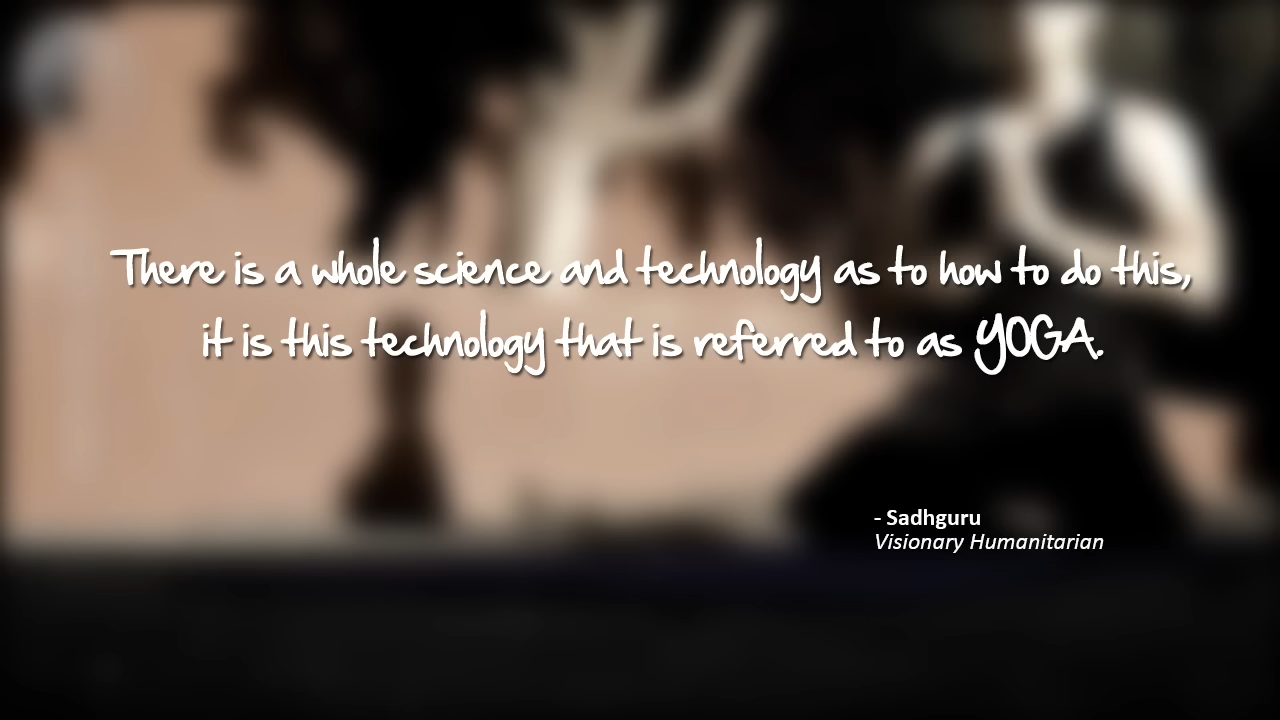 There is a whole science and technology as to how to do this,
it is this technology that is referred to as YOGA.
- Sadhguru
Visionary Humanitarian